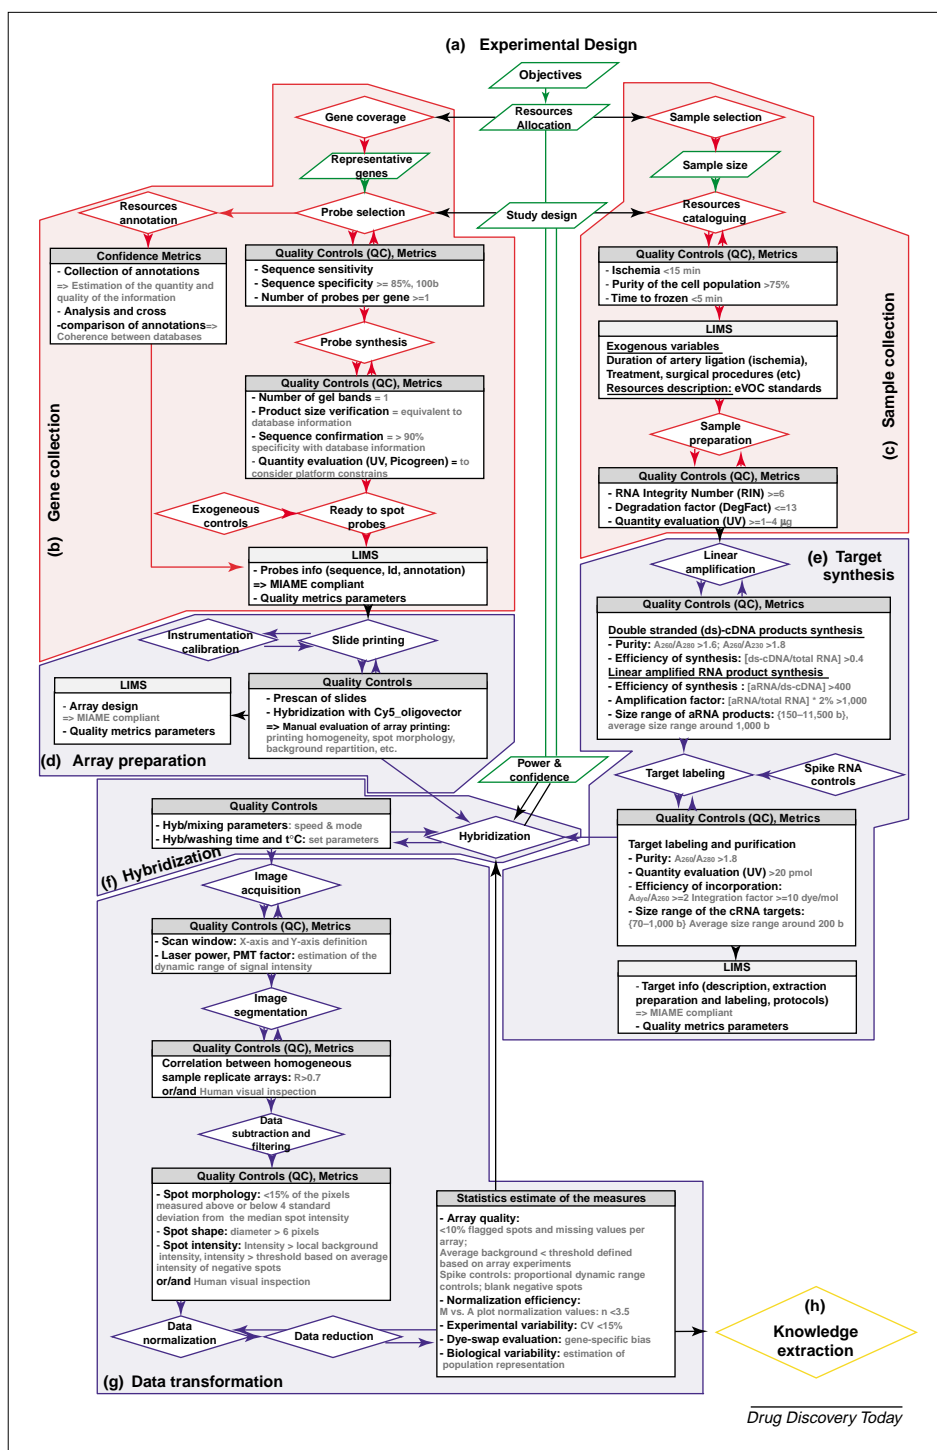 (a) Experimental Design
Objectives
Resources
Allocation
Gene coverage
Sample selection
Representative
genes
Sample size
Resources
annotation
Probe selection
Study design
Resources
cataloguing
Confidence Metrics
- Collection of annotations
=> Estimation of the quantity and
quality of the information
- Analysis and cross
-comparison of annotations=>
Coherence between databases
Quality Controls (QC), Metrics
- Sequence sensitivity
- Sequence specificity >= 85%, 100b
- Number of probes per gene >=1
Quality Controls (QC), Metrics
- Ischemia <15 min
- Purity of the cell population >75%
- Time to frozen <5 min
Probe synthesis
LIMS
Exogenous variables
Duration of artery ligation (ischemia),
Treatment, surgical procedures (etc)
Resources description: eVOC standards
Quality Controls (QC), Metrics
- Number of gel bands = 1
- Product size verification = equivalent to
database information
- Sequence confirmation = > 90%
specificity with database information
- Quantity evaluation (UV, Picogreen) = to
consider platform constrains
Sample
preparation
(c) Sample collection
(b) Gene collection
Quality Controls (QC), Metrics
- RNA Integrity Number (RIN) >=6
- Degradation factor (DegFact) <=13
- Quantity evaluation (UV) >=1–4 µg
Exogeneous
controls
Ready to spot
probes
LIMS
- Probes info (sequence, Id, annotation)
=> MIAME compliant
- Quality metrics parameters
Linear
amplification
(e) Target
synthesis
Quality Controls (QC), Metrics
Double stranded (ds)-cDNA products synthesis
- Purity: A260/A280 >1.6; A260/A230 >1.8
- Efficiency of synthesis: [ds-cDNA/total RNA] >0.4
Linear amplified RNA product synthesis
- Efficiency of synthesis : [aRNA/ds-cDNA] >400
- Amplification factor: [aRNA/total RNA] * 2% >1,000
- Size range of aRNA products: {150–11,500 b},
average size range around 1,000 b
Instrumentation
calibration
Slide printing
LIMS
- Array design
=> MIAME compliant
- Quality metrics parameters
Quality Controls
- Prescan of slides
- Hybridization with Cy5_oligovector
=> Manual evaluation of array printing:
printing homogeneity, spot morphology,
background repartition, etc.
(d) Array preparation
Power &
confidence
Target labeling
Spike RNA
controls
Quality Controls
- Hyb/mixing parameters: speed & mode
- Hyb/washing time and t°C: set parameters
Hybridization
(f) Hybridization
Quality Controls (QC), Metrics
Target labeling and purification
- Purity: A260/A280 >1.8
- Quantity evaluation (UV) >20 pmol
- Efficiency of incorporation:
Adye/A260 >=2 Integration factor >=10 dye/mol
- Size range of the cRNA targets:
{70–1,000 b} Average size range around 200 b
Image
acquisition
Quality Controls (QC), Metrics
- Scan window: X-axis and Y-axis definition
- Laser power, PMT factor: estimation of the
dynamic range of signal intensity
LIMS
- Target info (description, extraction
preparation and labeling, protocols)
=> MIAME compliant
- Quality metrics parameters
Image
segmentation
Quality Controls (QC), Metrics
Correlation between homogeneous
sample replicate arrays: R>0.7
or/and Human visual inspection
Data
subtraction and
filtering
Quality Controls (QC), Metrics
- Spot morphology: <15% of the pixels
measured above or below 4 standard
deviation from the median spot intensity
- Spot shape: diameter > 6 pixels
- Spot intensity: Intensity > local background
intensity, intensity > threshold based on average
intensity of negative spots
or/and Human visual inspection
Statistics estimate of the measures
- Array quality:
<10% flagged spots and missing values per
array;
Average background < threshold defined
based on array experiments
Spike controls: proportional dynamic range
controls; blank negative spots
- Normalization efficiency:
M vs. A plot normalization values: n <3.5
- Experimental variability: CV <15%
- Dye-swap evaluation: gene-specific bias
- Biological variability: estimation of
population representation
Data
normalization
Data reduction
(h)
Knowledge
extraction
(g) Data transformation
Drug Discovery Today